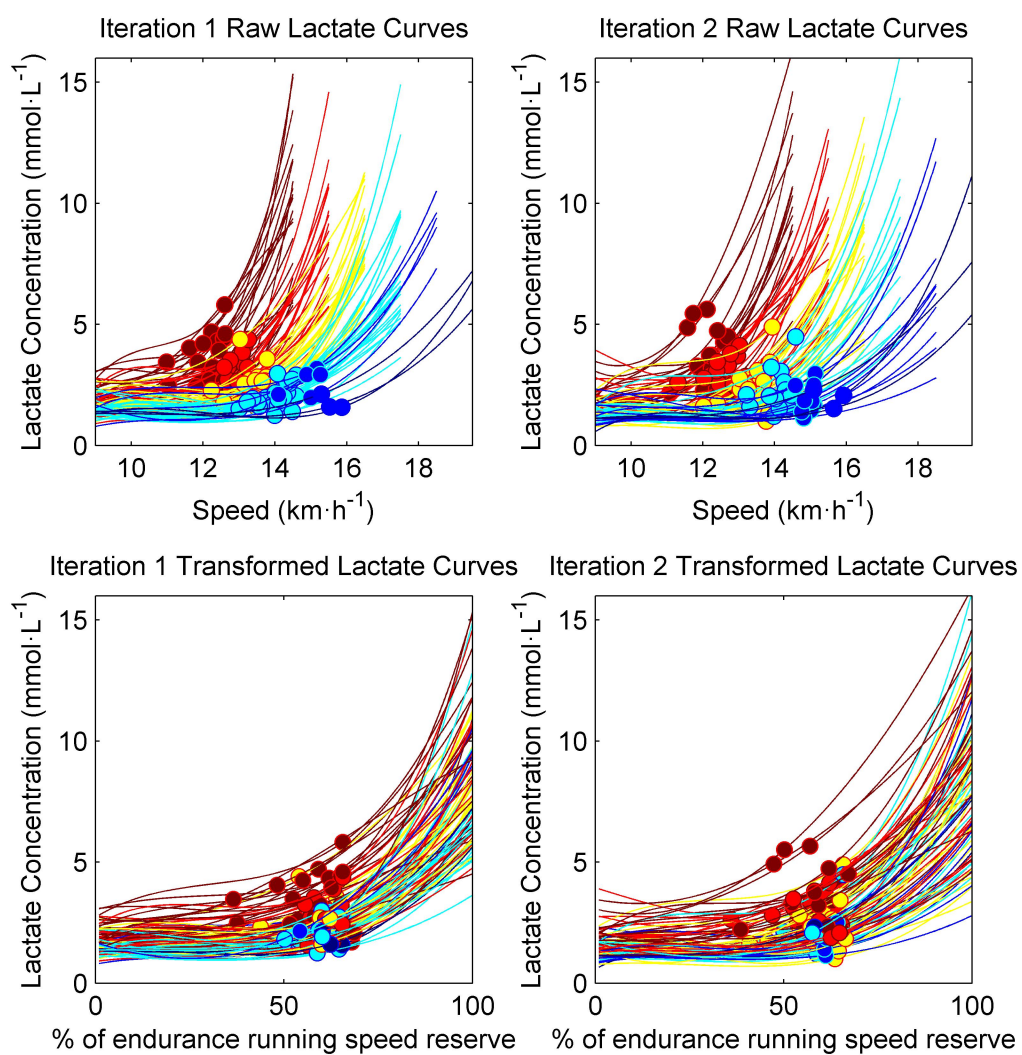 Iteration 1 Raw Lactate Curves
Iteration 2 Raw Lactate Curves
Lactate Concentration (mmol·L⁻¹)
15
10
5
0
10 12 14 16 18
Speed (km·h⁻¹)
Lactate Concentration (mmol·L⁻¹)
15
10
5
0
10 12 14 16 18
Speed (km·h⁻¹)
Iteration 1 Transformed Lactate Curves
Iteration 2 Transformed Lactate Curves
Lactate Concentration (mmol·L⁻¹)
15
10
5
0
0 50 100
% of endurance running speed reserve
Lactate Concentration (mmol·L⁻¹)
15
10
5
0
0 50 100
% of endurance running speed reserve